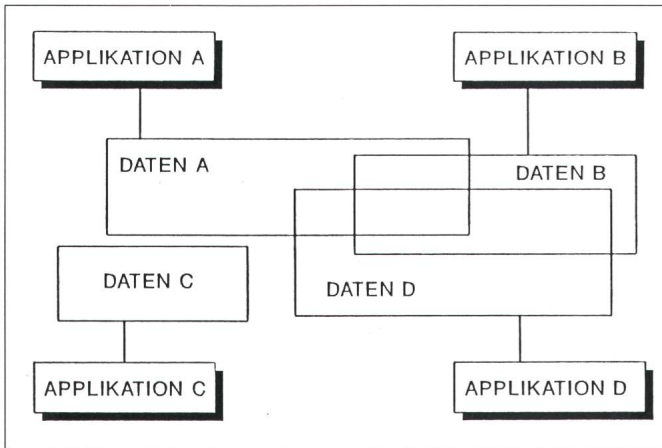 APPLIKATION A
APPLIKATION B
DATEN A
DATEN B
DATEN C
DATEN D
APPLIKATION C
APPLIKATION D